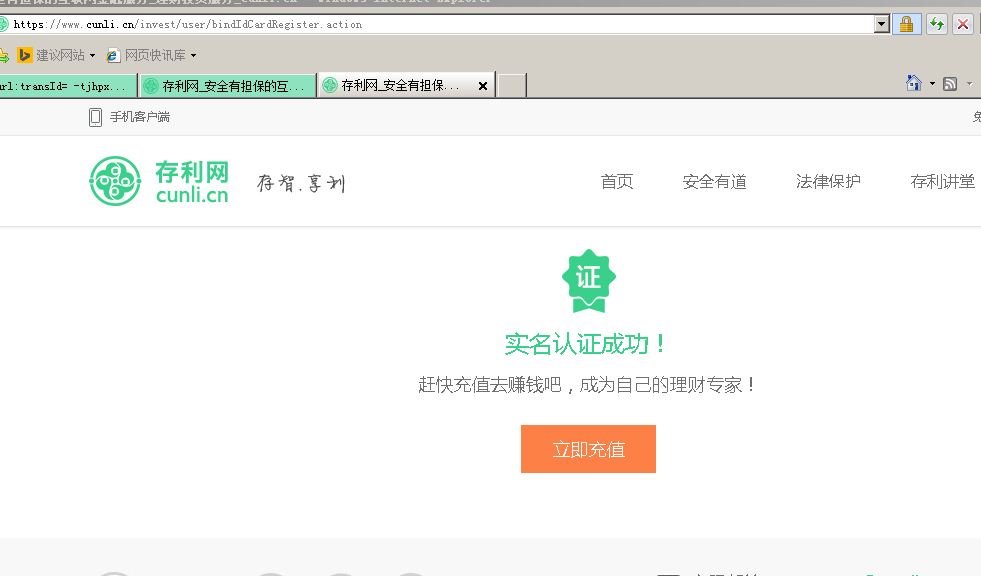 https://www.cunli.cn/invest/user/bindIdCardRegister.action
建议网站 网页快讯库
url:transId= -tjhpx... 存利网_安全有担保的互... 存利网_安全有担保...
手机客户端
存利网
cunli.cn
存智.享利
首页 安全有道 法律保护 存利讲堂
证
实名认证成功！
赶快充值去赚钱吧，成为自己的理财专家！
立即充值